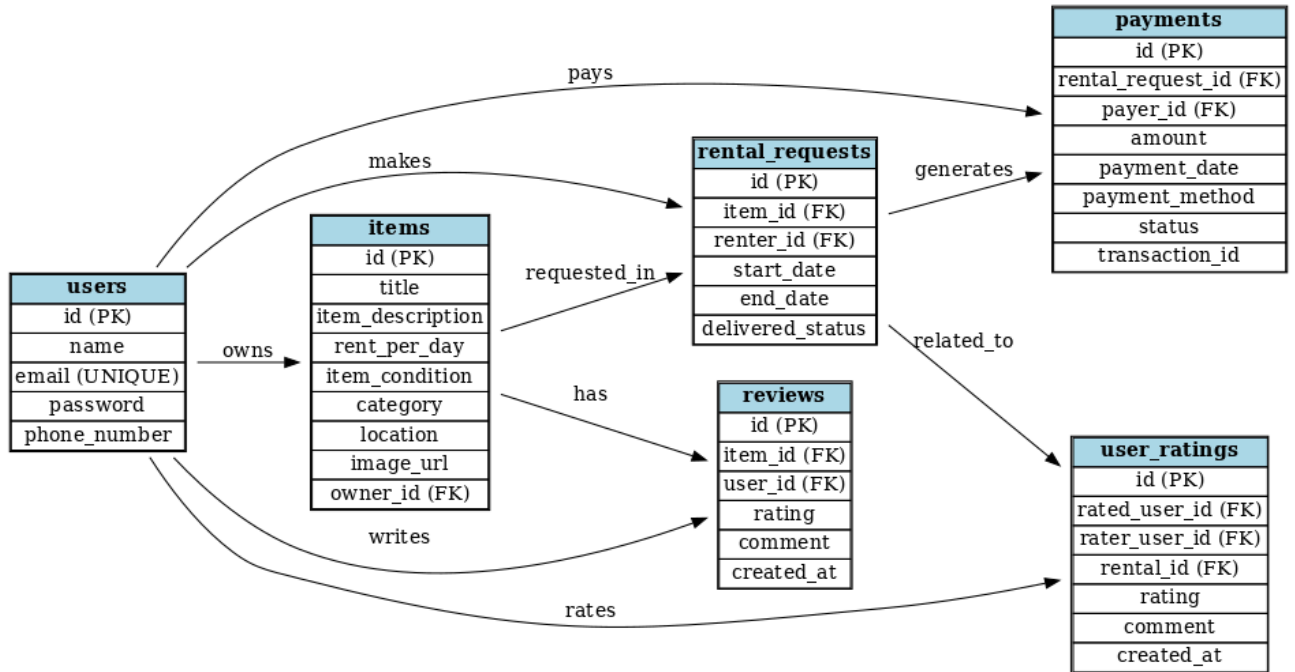 users
id (PK)
name
email (UNIQUE)
password
phone_number
pays
makes
owns
writes
rates
items
id (PK)
title
item_description
rent_per_day
item_condition
category
location
image_url
owner_id (FK)
requested_in
has
rental_requests
id (PK)
item_id (FK)
renter_id (FK)
start_date
end_date
delivered_status
reviews
id (PK)
item_id (FK)
user_id (FK)
rating
comment
created_at
generates
related_to
payments
id (PK)
rental_request_id (FK)
payer_id (FK)
amount
payment_date
payment_method
status
transaction_id
user_ratings
id (PK)
rated_user_id (FK)
rater_user_id (FK)
rental_id (FK)
rating
comment
created_at